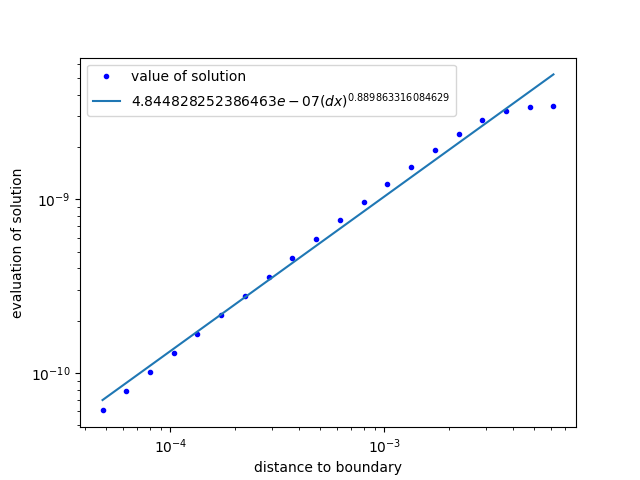 value of solution
4.844828252386463e − 07(dx)^0.889863316084629
10⁻⁹
10⁻¹⁰
evaluation of solution
10⁻⁴
10⁻³
distance to boundary